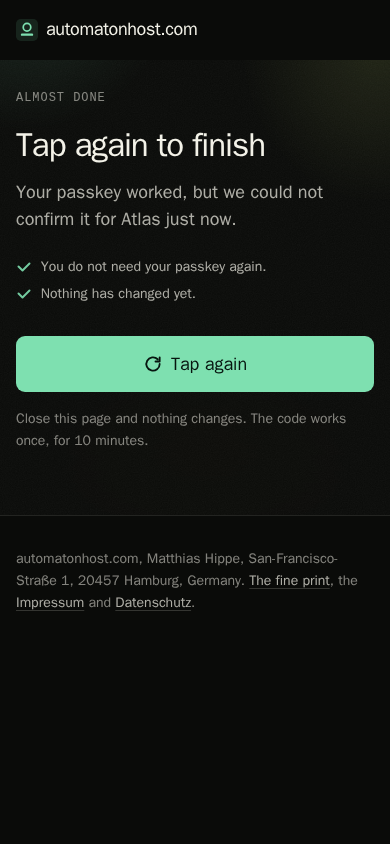 automatonhost.com
ALMOST DONE
Tap again to finish
Your passkey worked, but we could not
confirm it for Atlas just now.
You do not need your passkey again.
Nothing has changed yet.
Tap again
Close this page and nothing changes. The code works
once, for 10 minutes.
automatonhost.com, Matthias Hippe, San-Francisco-
Straße 1, 20457 Hamburg, Germany. The fine print, the
Impressum and Datenschutz.